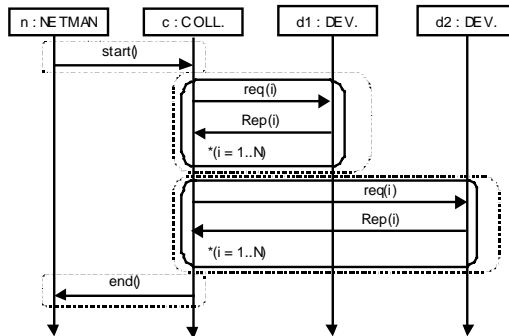 n : NETMAN
c : COLL.
d1 : DEV.
d2 : DEV.
start()
req(i)
Rep(i)
*(i = 1..N)
req(i)
Rep(i)
*(i = 1..N)
end()